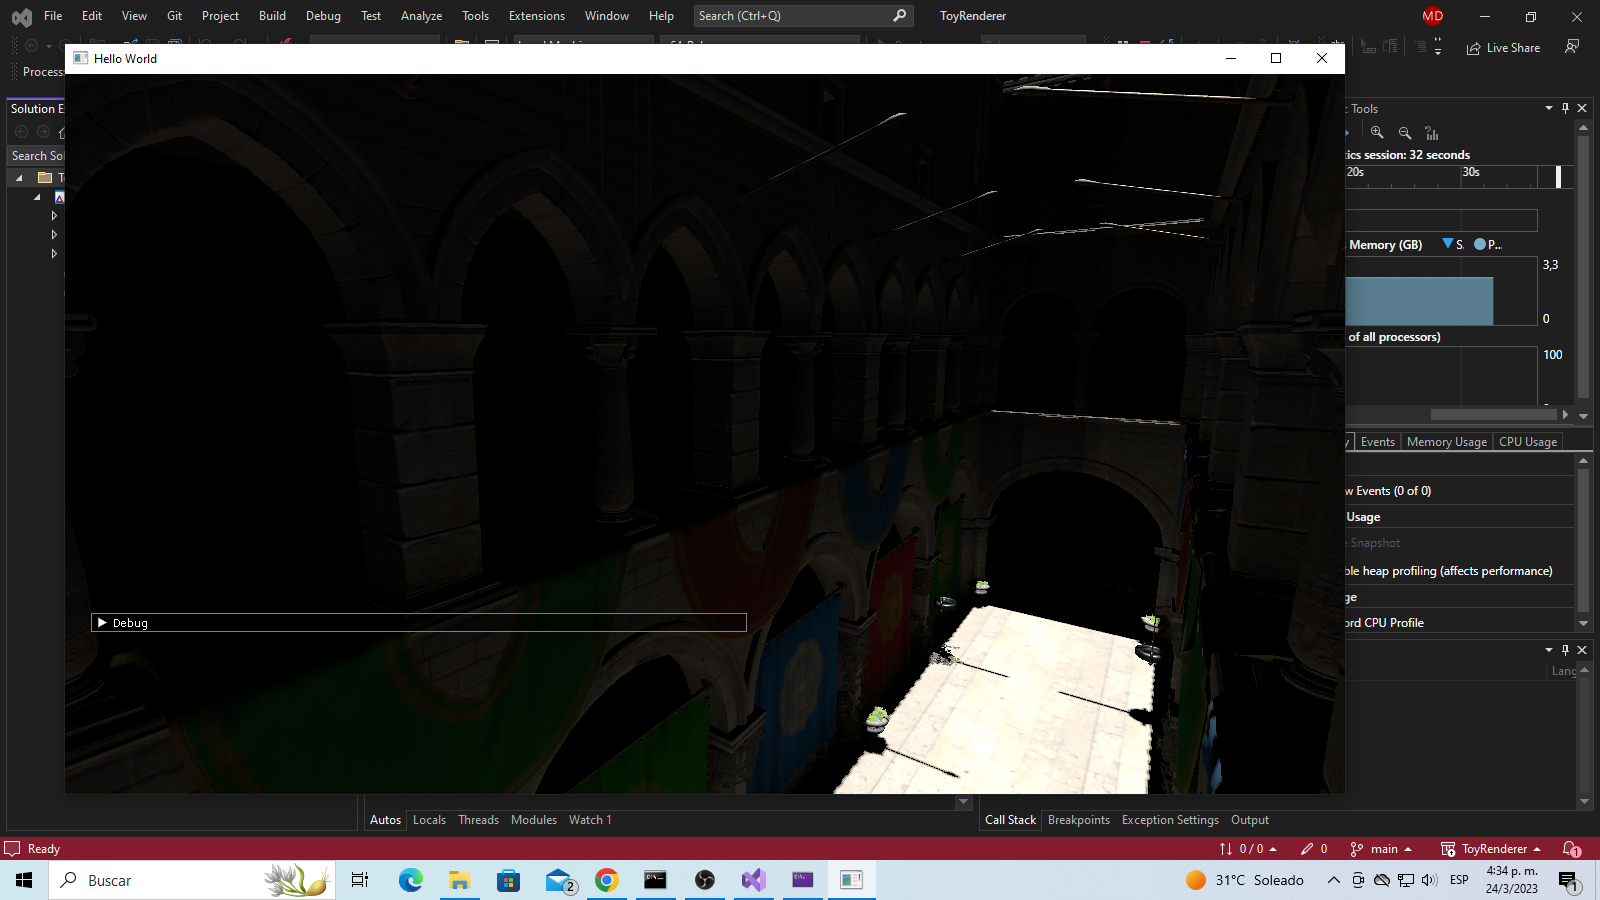 File Edit View Git Project Build Debug Test Analyze Tools Extensions Window Help Search (Ctrl+Q) ToyRenderer MD
Live Share
Process
Hello World
Solution E
Search So
Debug
Tools
tics session: 32 seconds
20s 30s
Memory (GB) S. P...
3,3
0
of all processors)
100
Events Memory Usage CPU Usage
w Events (0 of 0)
Usage
Snapshot
ble heap profiling (affects performance)
ge
ord CPU Profile
Lang
Autos Locals Threads Modules Watch 1
Call Stack Breakpoints Exception Settings Output
Ready 0 / 0 0 main ToyRenderer 1
Buscar 2 31°C Soleado ESP 4:34 p. m.
24/3/2023 1